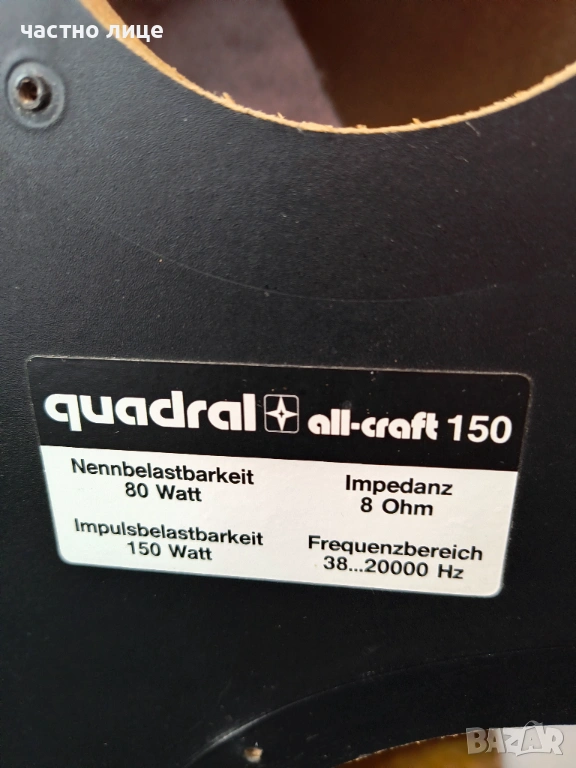 частно лице
quadral all-craft 150
Nennbelastbarkeit
80 Watt
Impedanz
8 Ohm
Impulsbelastbarkeit
150 Watt
Frequenzbereich
38...20000 Hz
BAZAR